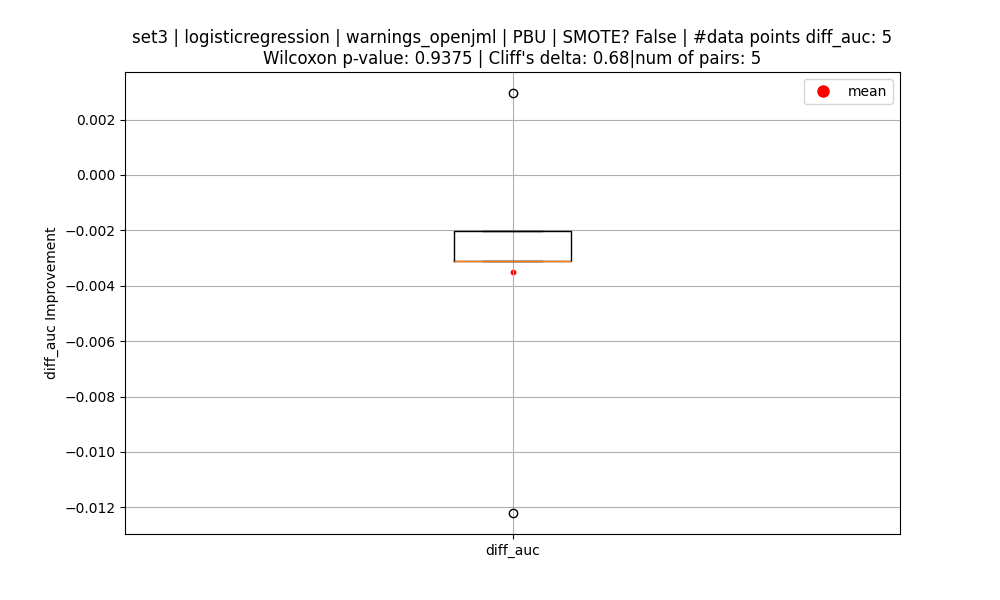 set3 | logisticregression | warnings_openjml | PBU | SMOTE? False | #data points diff_auc: 5
Wilcoxon p-value: 0.9375 | Cliff's delta: 0.68|num of pairs: 5
mean
0.002
0.000
−0.002
−0.004
−0.006
−0.008
−0.010
−0.012
diff_auc Improvement
diff_auc